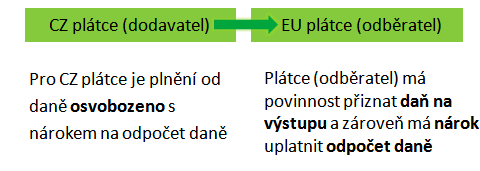 CZ plátce (dodavatel)
EU plátce (odběratel)
Pro CZ plátce je plnění od
daně osvobozeno s
nárokem na odpočet daně
Plátce (odběratel) má
povinnost přiznat daň na
výstupu a zároveň má nárok
uplatnit odpočet daně